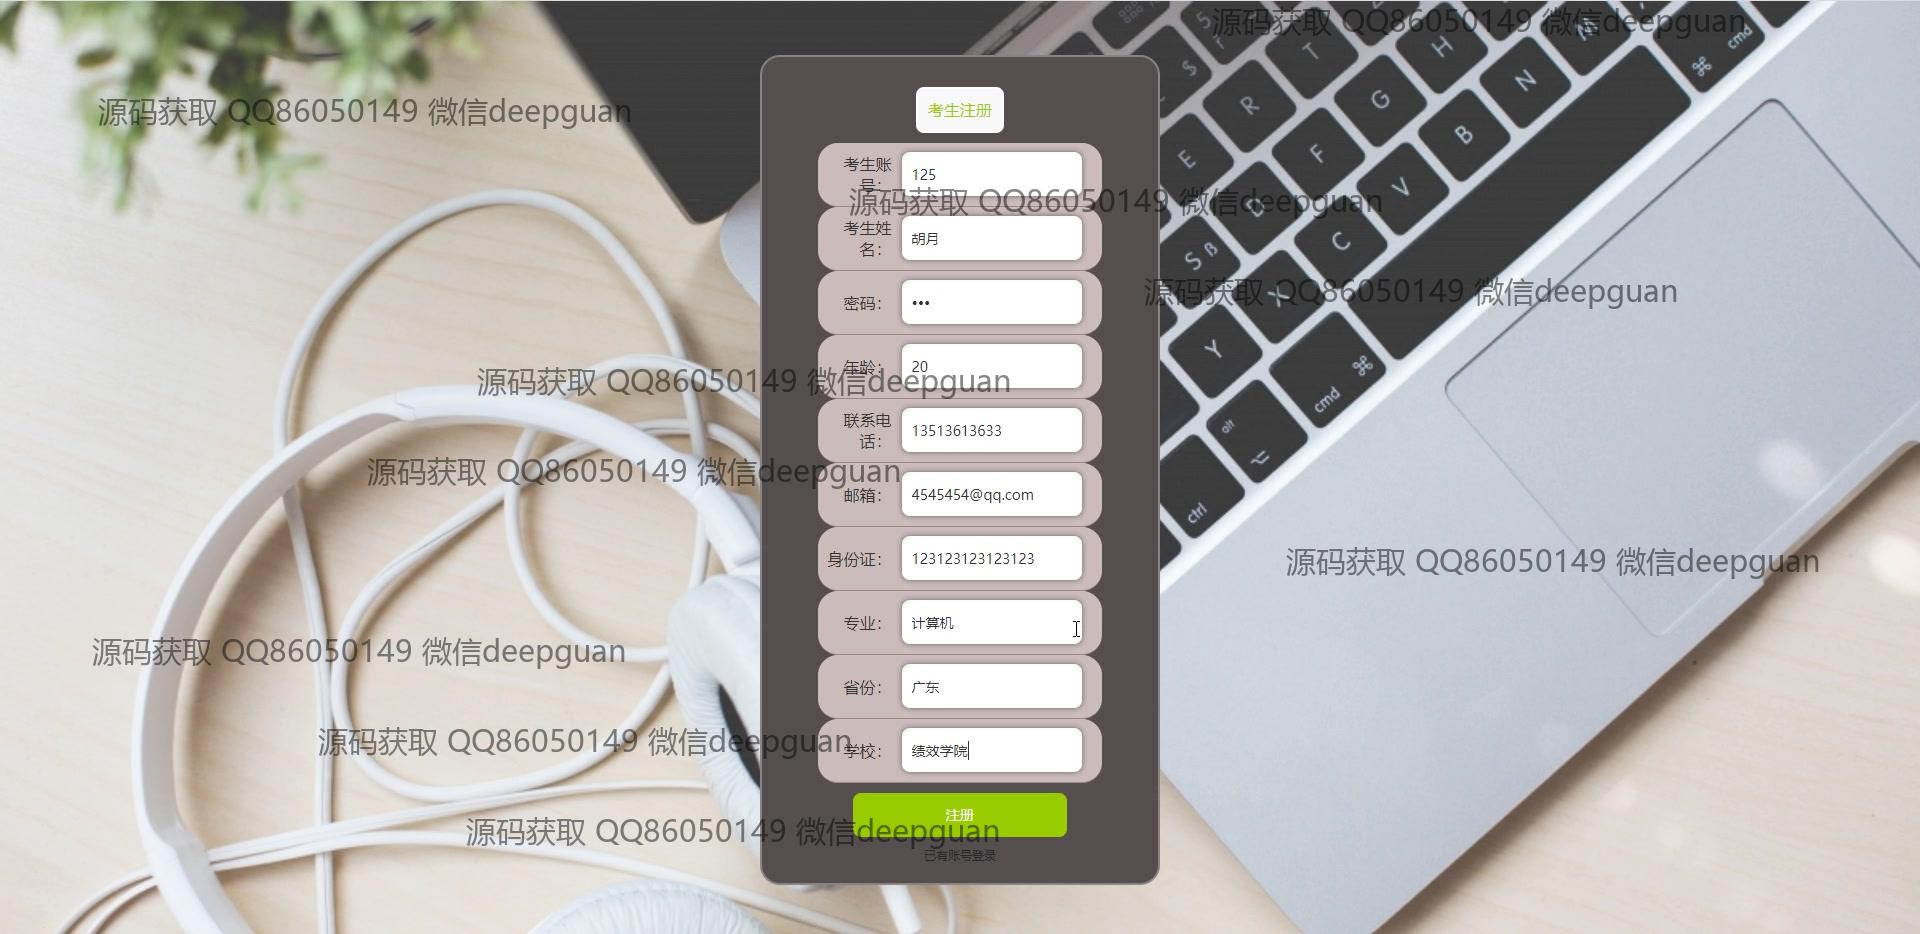 源码获取 QQ86050149 微信deepguan
源码获取 QQ86050149 微信deepguan
考生注册
考生账号：
125
源码获取 QQ86050149 微信deepguan
考生姓名：
胡月
源码获取 QQ86050149 微信deepguan
密码：
•••
年龄：
20
源码获取 QQ86050149 微信deepguan
联系电话：
13513613633
源码获取 QQ86050149 微信deepguan
邮箱：
4545454@qq.com
身份证：
123123123123123
源码获取 QQ86050149 微信deepguan
专业：
计算机
源码获取 QQ86050149 微信deepguan
省份：
广东
源码获取 QQ86050149 微信deepguan
学校：
绩效学院
注册
源码获取 QQ86050149 微信deepguan
已有账号登录
T
H
N
M
cmd
⌘
S
R
G
B
E
F
V
D
C
S ß
X
Y
⌘
cmd
alt
⌥
ctrl